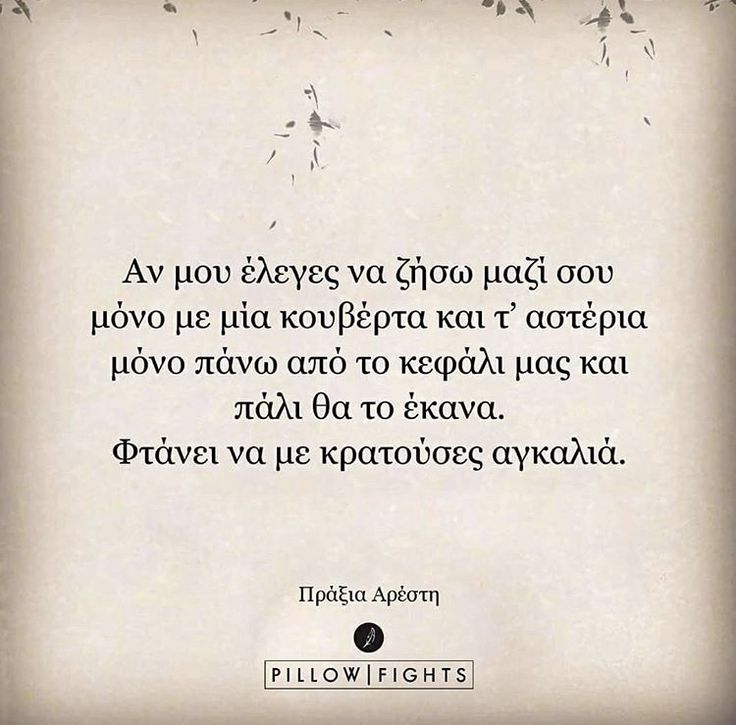 Αν μου έλεγες να ζήσω μαζί σου
μόνο με μία κουβέρτα και τ’ αστέρια
μόνο πάνω από το κεφάλι μας και
πάλι θα το έκανα.
Φτάνει να με κρατούσες αγκαλιά.
Πράξια Αρέστη
PILLOW|FIGHTS